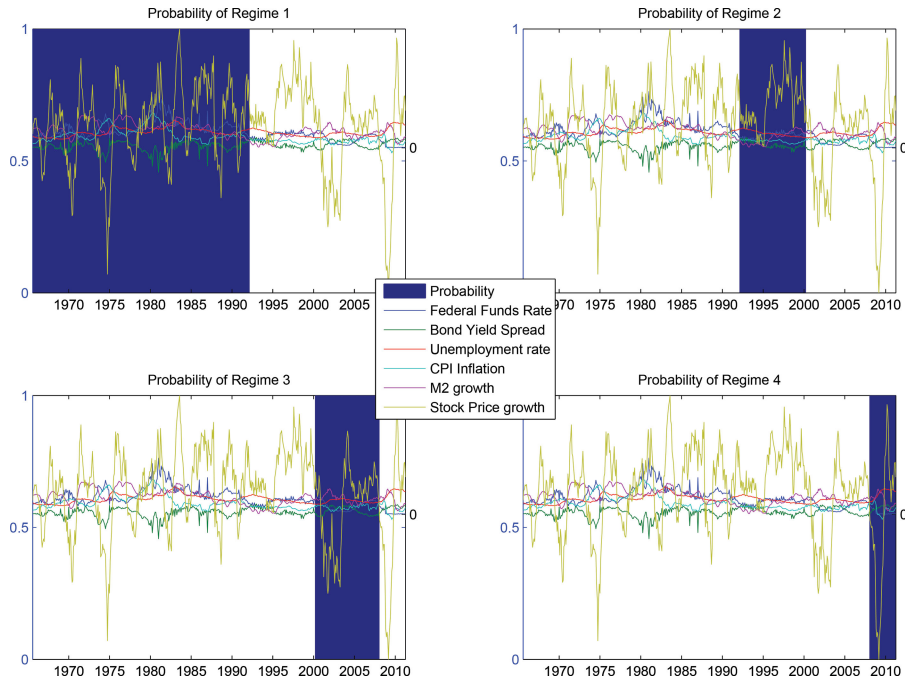 Probability of Regime 1
1
0.5
0
0
1970 1975 1980 1985 1990 1995 2000 2005
Probability of Regime 2
1
0.5
0
1970 1975 1980 1985 1990 1995 2000 2005 2010
Probability
Federal Funds Rate
Bond Yield Spread
Unemployment rate
CPI Inflation
M2 growth
Stock Price growth
Probability of Regime 3
1
0.5
0
0
1970 1975 1980 1985 1990 1995 2000 2005 2010
Probability of Regime 4
0.5
0
0
1970 1975 1980 1985 1990 1995 2000 2005 2010